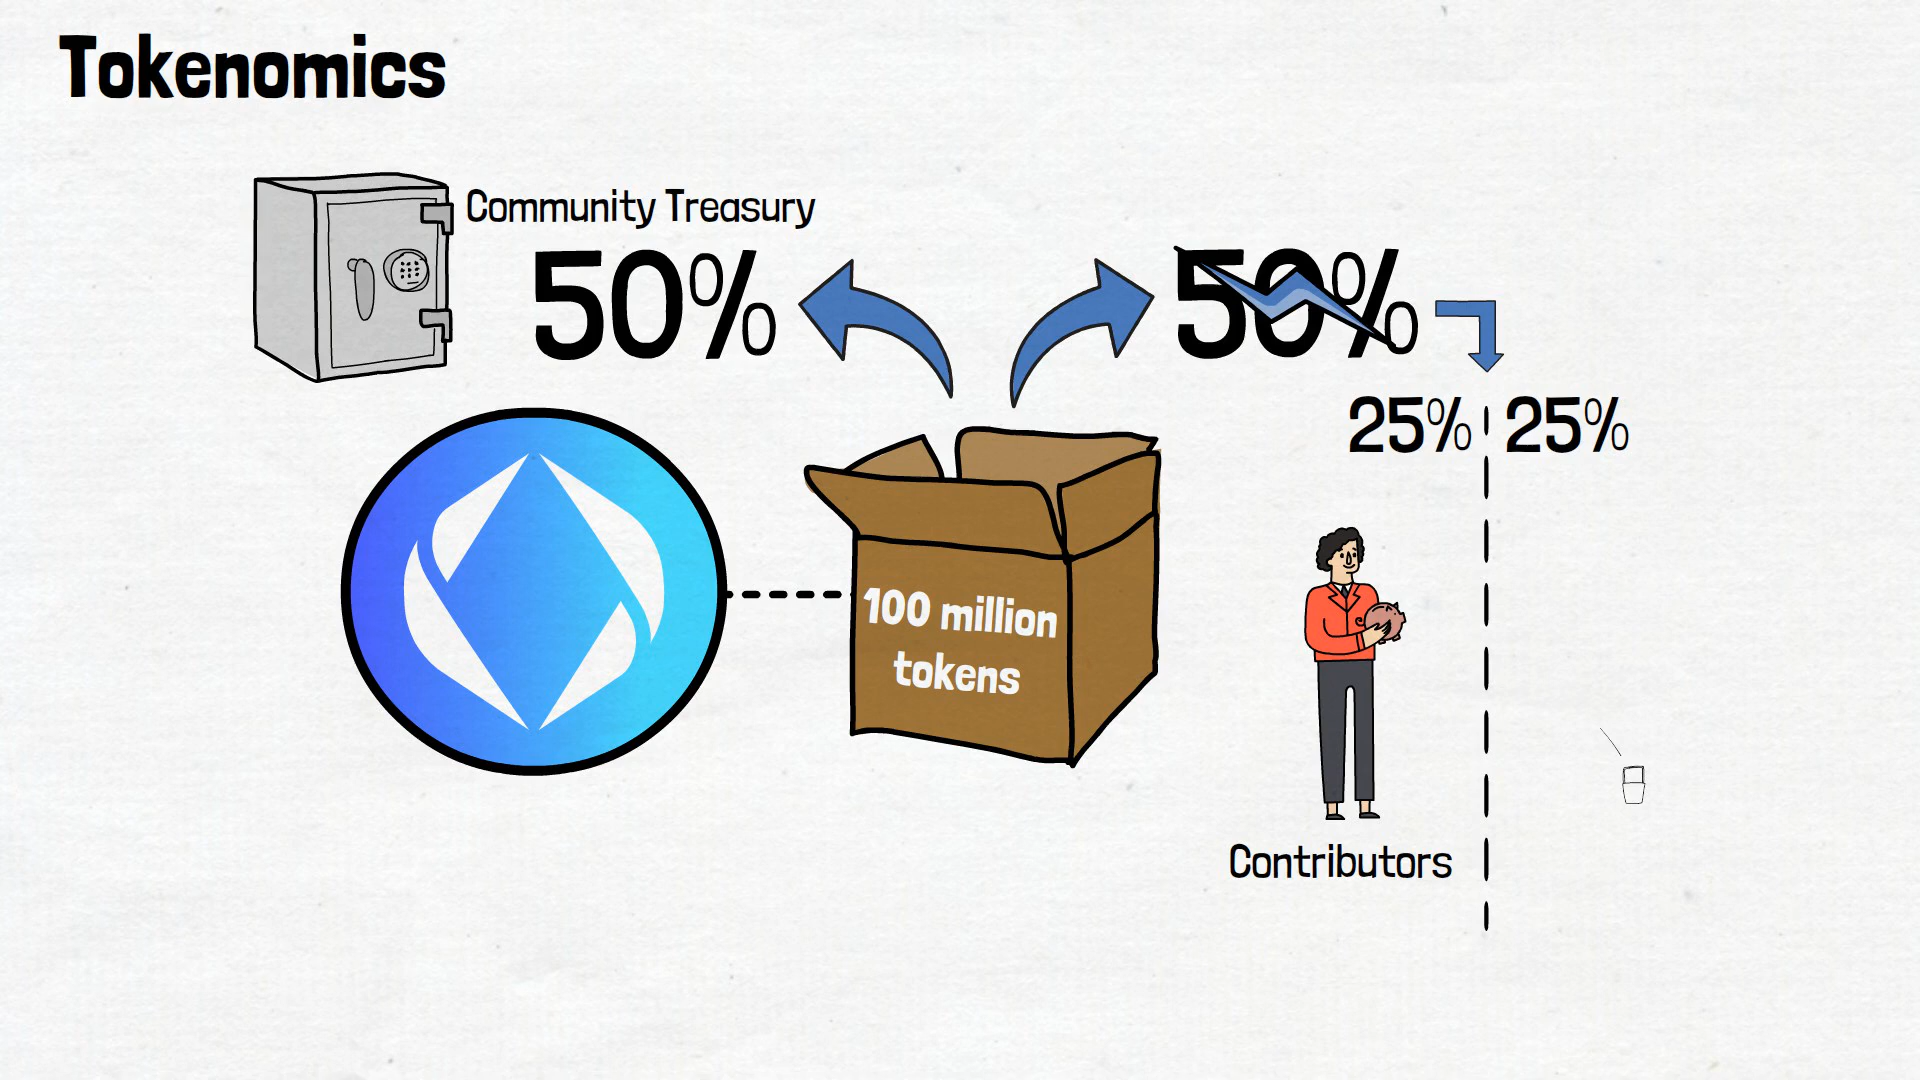 Tokenomics
Community Treasury
50%
50%
25% 25%
100 million
tokens
Contributors